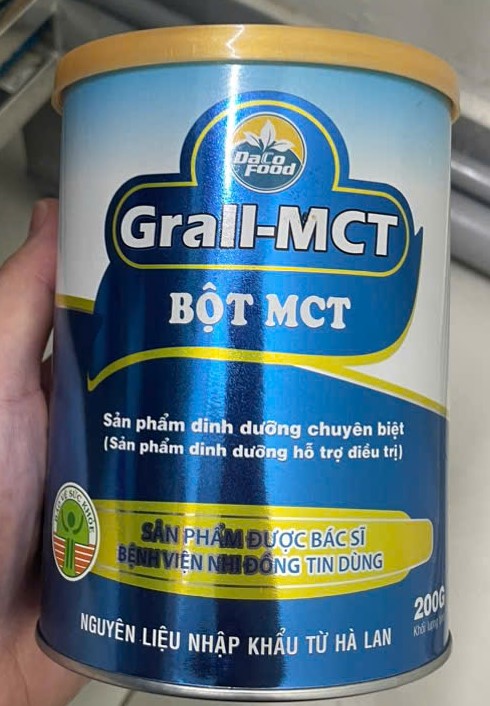 DaCo
Food
Grall-MCT
BỘT MCT
Sản phẩm dinh dưỡng chuyên biệt
(Sản phẩm dinh dưỡng hỗ trợ điều trị)
SẢN PHẨM ĐƯỢC BÁC SĨ
BỆNH VIỆN NHI ĐỒNG TIN DÙNG
200G
Khối lượng
NGUYÊN LIỆU NHẬP KHẨU TỪ HÀ LAN